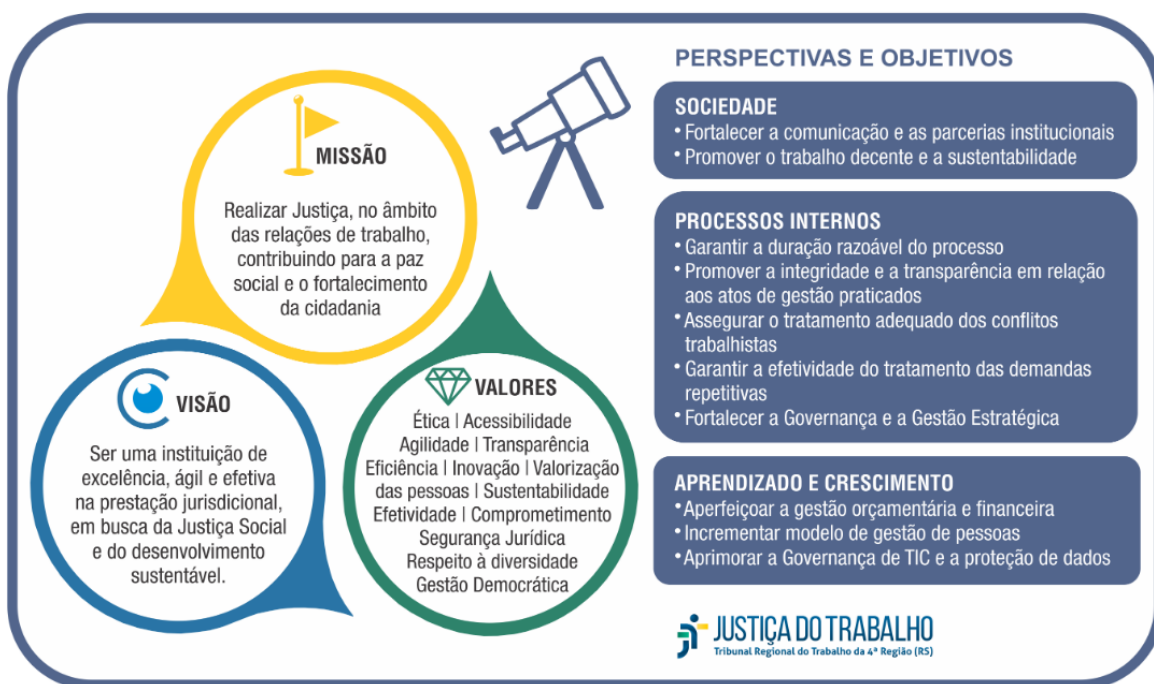 MISSÃO
Realizar Justiça, no âmbito
das relações de trabalho,
contribuindo para a paz
social e o fortalecimento
da cidadania
VISÃO
Ser uma instituição de
excelência, ágil e efetiva
na prestação jurisdicional,
em busca da Justiça Social
e do desenvolvimento
sustentável.
VALORES
Ética | Acessibilidade
Agilidade | Transparência
Eficiência | Inovação | Valorização
das pessoas | Sustentabilidade
Efetividade | Comprometimento
Segurança Jurídica
Respeito à diversidade
Gestão Democrática
PERSPECTIVAS E OBJETIVOS
SOCIEDADE
• Fortalecer a comunicação e as parcerias institucionais
• Promover o trabalho decente e a sustentabilidade
PROCESSOS INTERNOS
• Garantir a duração razoável do processo
• Promover a integridade e a transparência em relação
aos atos de gestão praticados
• Assegurar o tratamento adequado dos conflitos
trabalhistas
• Garantir a efetividade do tratamento das demandas
repetitivas
• Fortalecer a Governança e a Gestão Estratégica
APRENDIZADO E CRESCIMENTO
• Aperfeiçoar a gestão orçamentária e financeira
• Incrementar modelo de gestão de pessoas
• Aprimorar a Governança de TIC e a proteção de dados
JUSTIÇA DO TRABALHO
Tribunal Regional do Trabalho da 4ª Região (RS)